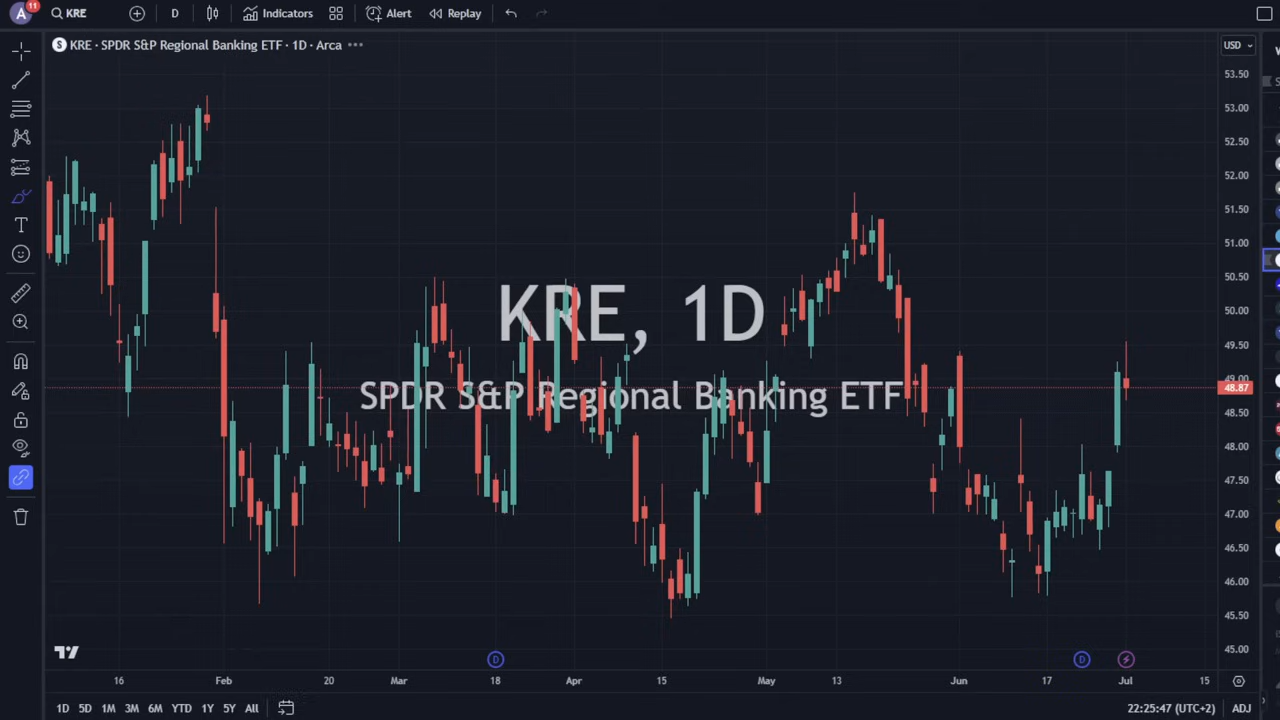 A 11 KRE D Indicators Alert Replay
KRE · SPDR S&P Regional Banking ETF · 1D · Arca
USD
53.50
53.00
52.50
52.00
51.50
51.00
50.50
50.00
49.50
49.00
48.87
48.50
48.00
47.50
47.00
46.50
46.00
45.50
45.00
KRE, 1D
SPDR S&P Regional Banking ETF
D D
16 Feb 20 Mar 18 Apr 15 May 13 Jun 17 Jul 15
1D 5D 1M 3M 6M YTD 1Y 5Y All 22:25:47 (UTC+2) ADJ